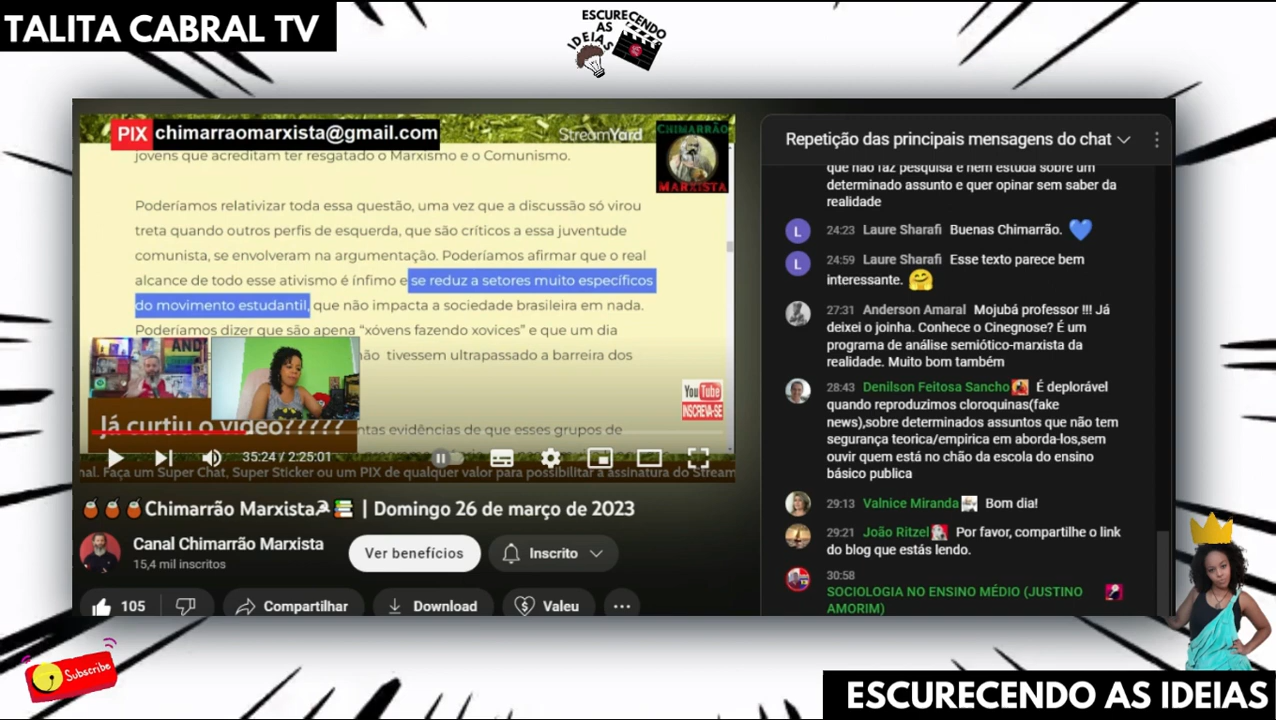 TALITA CABRAL TV
ESCURECENDO
AS
IDEIAS
PIX chimarraomarxista@gmail.com
StreamYard
CHIMARRÃO
MARXISTA
jovens que acreditam ter resgatado o Marxismo e o Comunismo.
Poderíamos relativizar toda essa questão, uma vez que a discussão só virou
treta quando outros perfis de esquerda, que são críticos a essa juventude
comunista, se envolveram na argumentação. Poderíamos afirmar que o real
alcance de todo esse ativismo é ínfimo e se reduz a setores muito específicos
do movimento estudantil, que não impacta a sociedade brasileira em nada.
Poderíamos dizer que são apena “xóvens fazendo xovices” e que um dia
não tivessem ultrapassado a barreira dos
YouTube
INSCREVA-SE
Já curtiu o vídeo?????
ntas evidências de que esses grupos de
35:24 / 2:25:01
nal. Faça um Super Chat, Super Sticker ou um PIX de qualquer valor para possibilitar a assinatura do Stream
Chimarrão Marxista | Domingo 26 de março de 2023
Canal Chimarrão Marxista
15,4 mil inscritos
Ver benefícios
Inscrito
105
Compartilhar
Download
Valeu
Repetição das principais mensagens do chat
que não faz pesquisa e nem estuda sobre um
determinado assunto e quer opinar sem saber da
realidade
L 24:23 Laure Sharafi Buenas Chimarrão. 💙
L 24:59 Laure Sharafi Esse texto parece bem
interessante. 🤗
27:31 Anderson Amaral Mojubá professor !!! Já
deixei o joinha. Conhece o Cinegnose? É um
programa de análise semiótico-marxista da
realidade. Muito bom também
28:43 Denilson Feitosa Sancho É deplorável
quando reproduzimos cloroquinas(fake
news),sobre determinados assuntos que não tem
segurança teorica/empirica em aborda-los,sem
ouvir quem está no chão da escola do ensino
básico publica
29:13 Valnice Miranda Bom dia!
29:21 João Ritzel Por favor, compartilhe o link
do blog que estás lendo.
30:58
SOCIOLOGIA NO ENSINO MÉDIO (JUSTINO
AMORIM)
Subscribe
ESCURECENDO AS IDEIAS